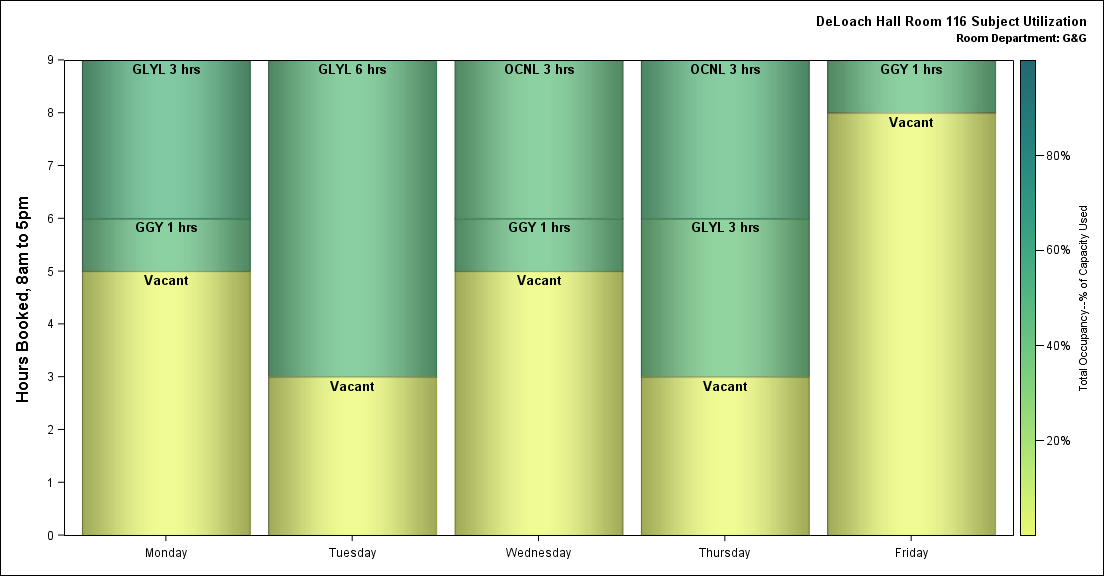 DeLoach Hall Room 116 Subject Utilization
Room Department: G&G
Hours Booked, 8am to 5pm
9
8
7
6
5
4
3
2
1
0
GLYL 3 hrs
GGY 1 hrs
Vacant
GLYL 6 hrs
Vacant
OCNL 3 hrs
GGY 1 hrs
Vacant
OCNL 3 hrs
GLYL 3 hrs
Vacant
GGY 1 hrs
Vacant
Monday
Tuesday
Wednesday
Thursday
Friday
80%
60%
40%
20%
Total Occupancy--% of Capacity Used